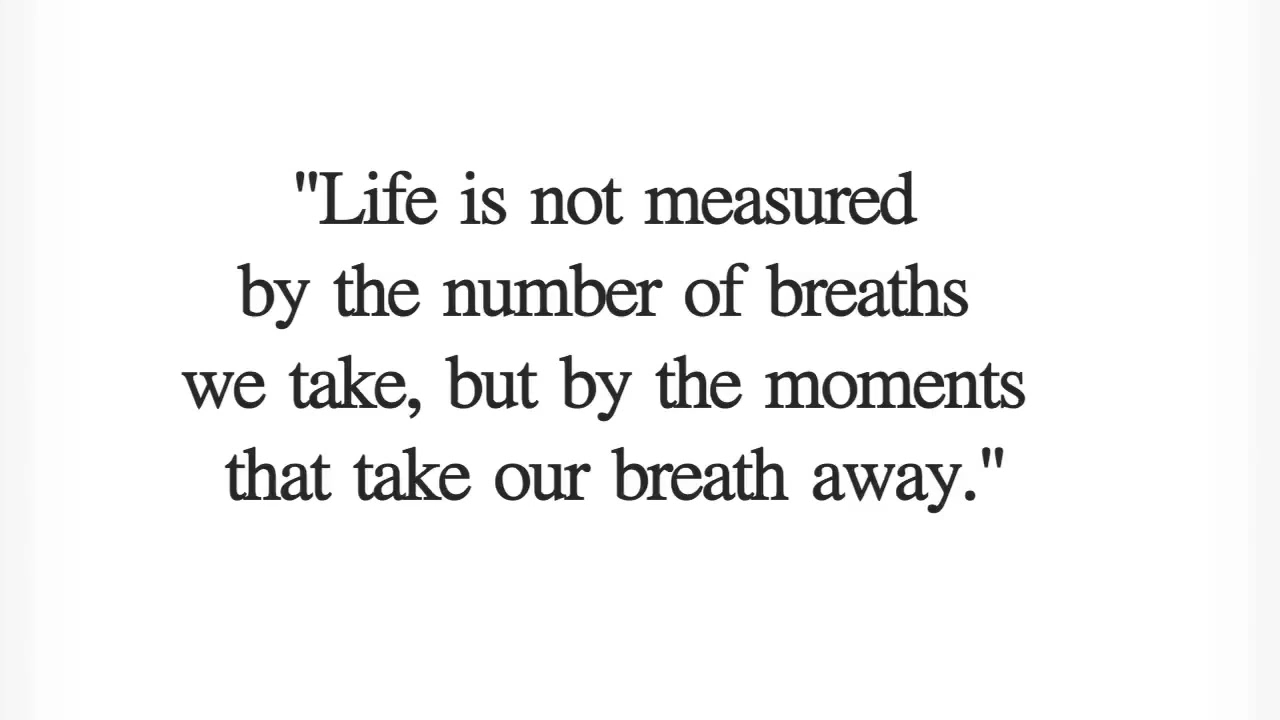 "Life is not measured
by the number of breaths
we take, but by the moments
that take our breath away."